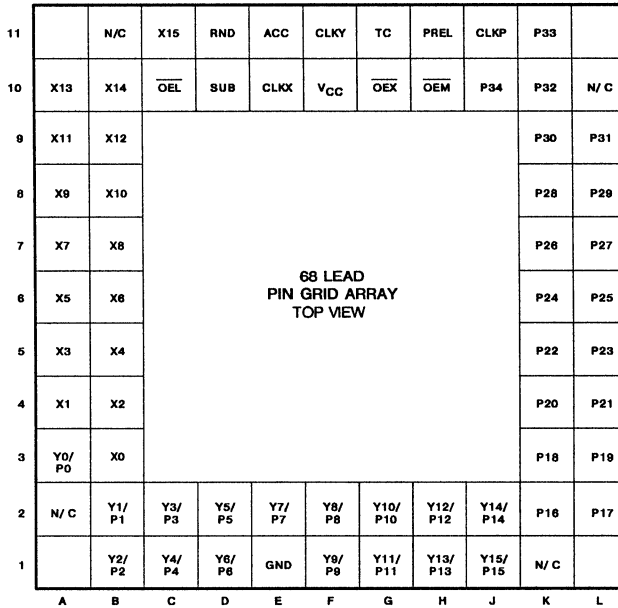 11 N/C X15 RND ACC CLKY TC PREL CLKP P33
10 X13 X14 OEL SUB CLKX VCC OEX OEM P34 P32 N/C
9 X11 X12 P30 P31
8 X9 X10 P28 P29
7 X7 X8 P26 P27
68 LEAD
PIN GRID ARRAY
TOP VIEW
6 X5 X6 P24 P25
5 X3 X4 P22 P23
4 X1 X2 P20 P21
3 Y0/P0 X0 P18 P19
2 N/C Y1/P1 Y3/P3 Y5/P5 Y7/P7 Y8/P8 Y10/P10 Y12/P12 Y14/P14 P16 P17
1 Y2/P2 Y4/P4 Y6/P6 GND Y9/P9 Y11/P11 Y13/P13 Y15/P15 N/C
A B C D E F G H J K L